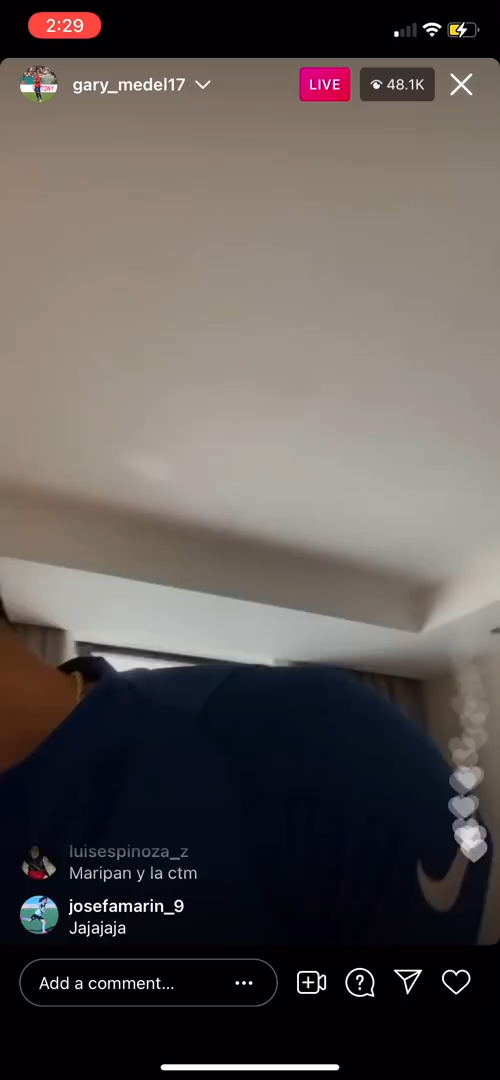 2:29
gary_medel17
LIVE
48.1K
luisespinoza_z
Maripan y la ctm
josefamarin_9
Jajajaja
Add a comment...